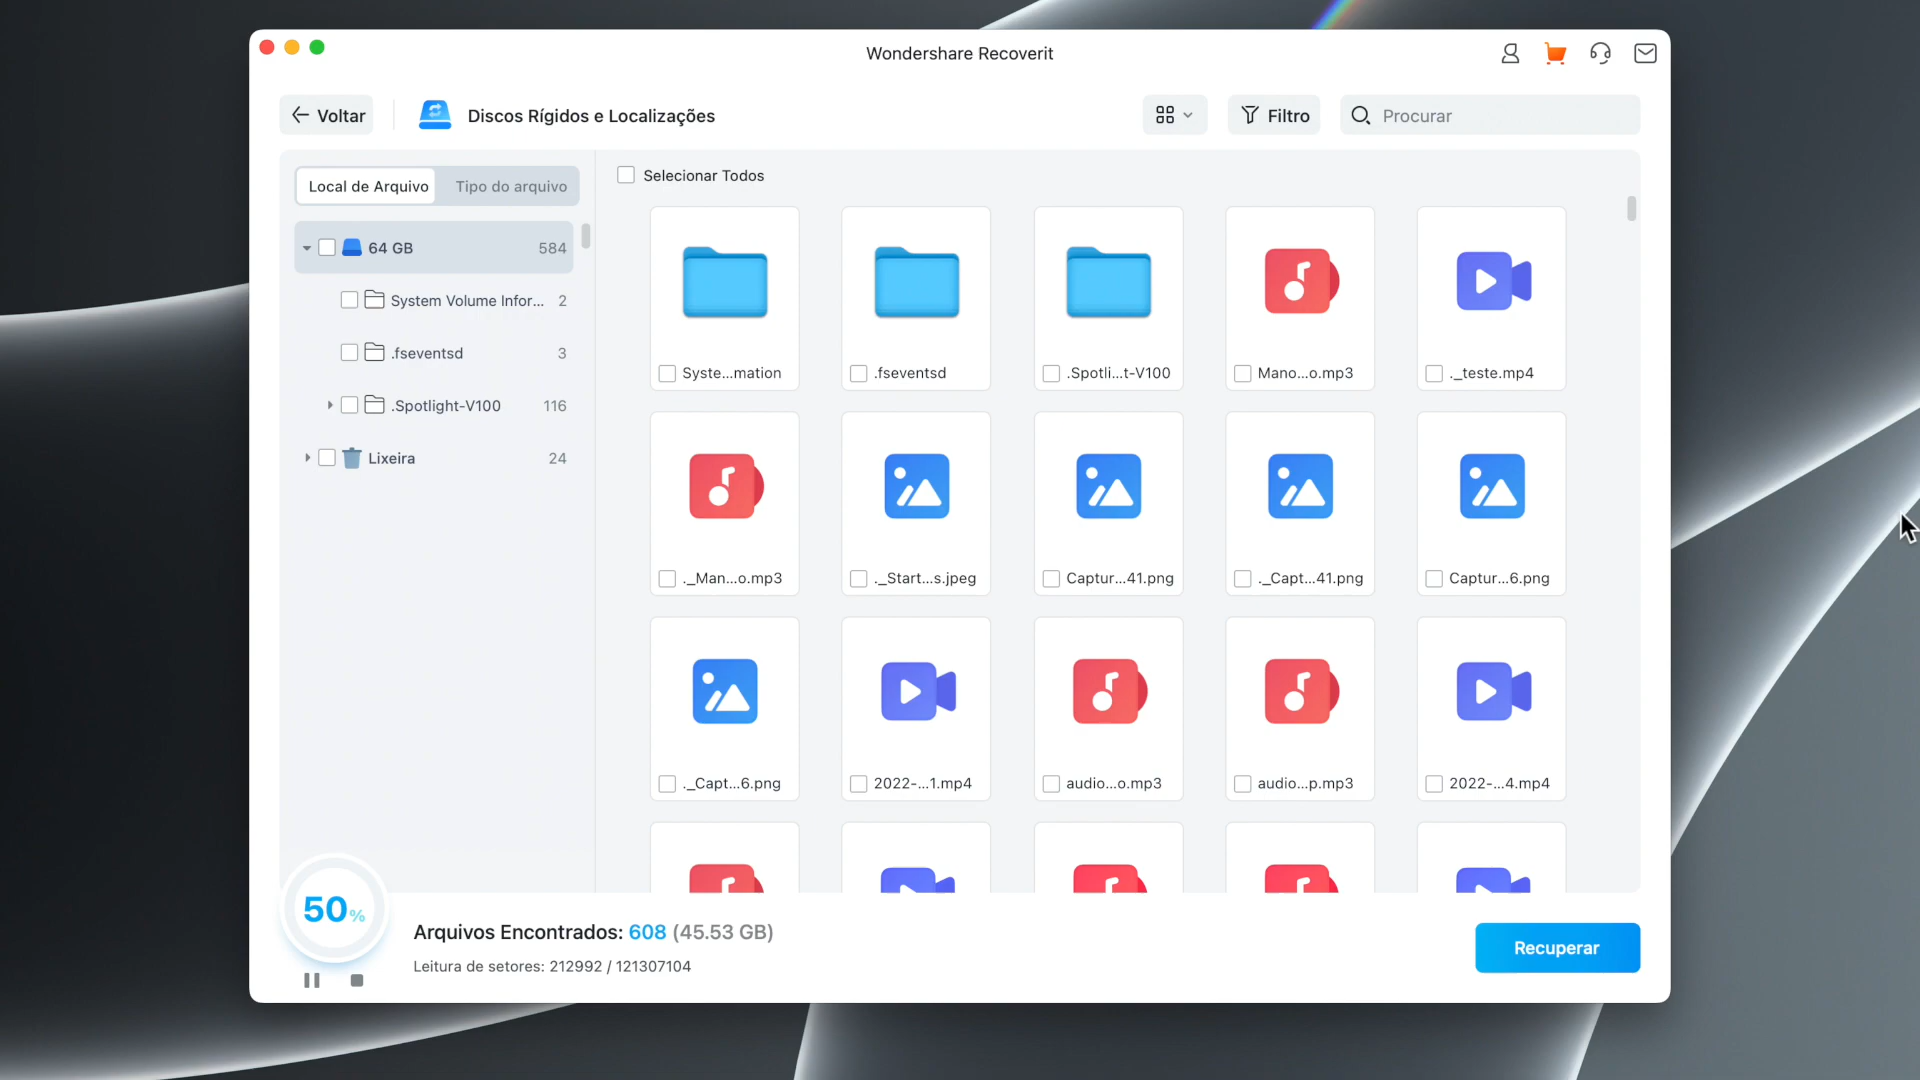 Wondershare Recoverit
Voltar
Discos Rígidos e Localizações
Filtro
Procurar
Local de Arquivo
Tipo do arquivo
Selecionar Todos
64 GB 584
System Volume Infor... 2
.fseventsd 3
.Spotlight-V100 116
Lixeira 24
Syste...mation
.fseventsd
.Spotli...t-V100
Mano...o.mp3
._teste.mp4
._Man...o.mp3
._Start...s.jpeg
Captur...41.png
._Capt...41.png
Captur...6.png
._Capt...6.png
2022-...1.mp4
audio...o.mp3
audio...p.mp3
2022-...4.mp4
50%
Arquivos Encontrados: 608 (45.53 GB)
Leitura de setores: 212992 / 121307104
Recuperar